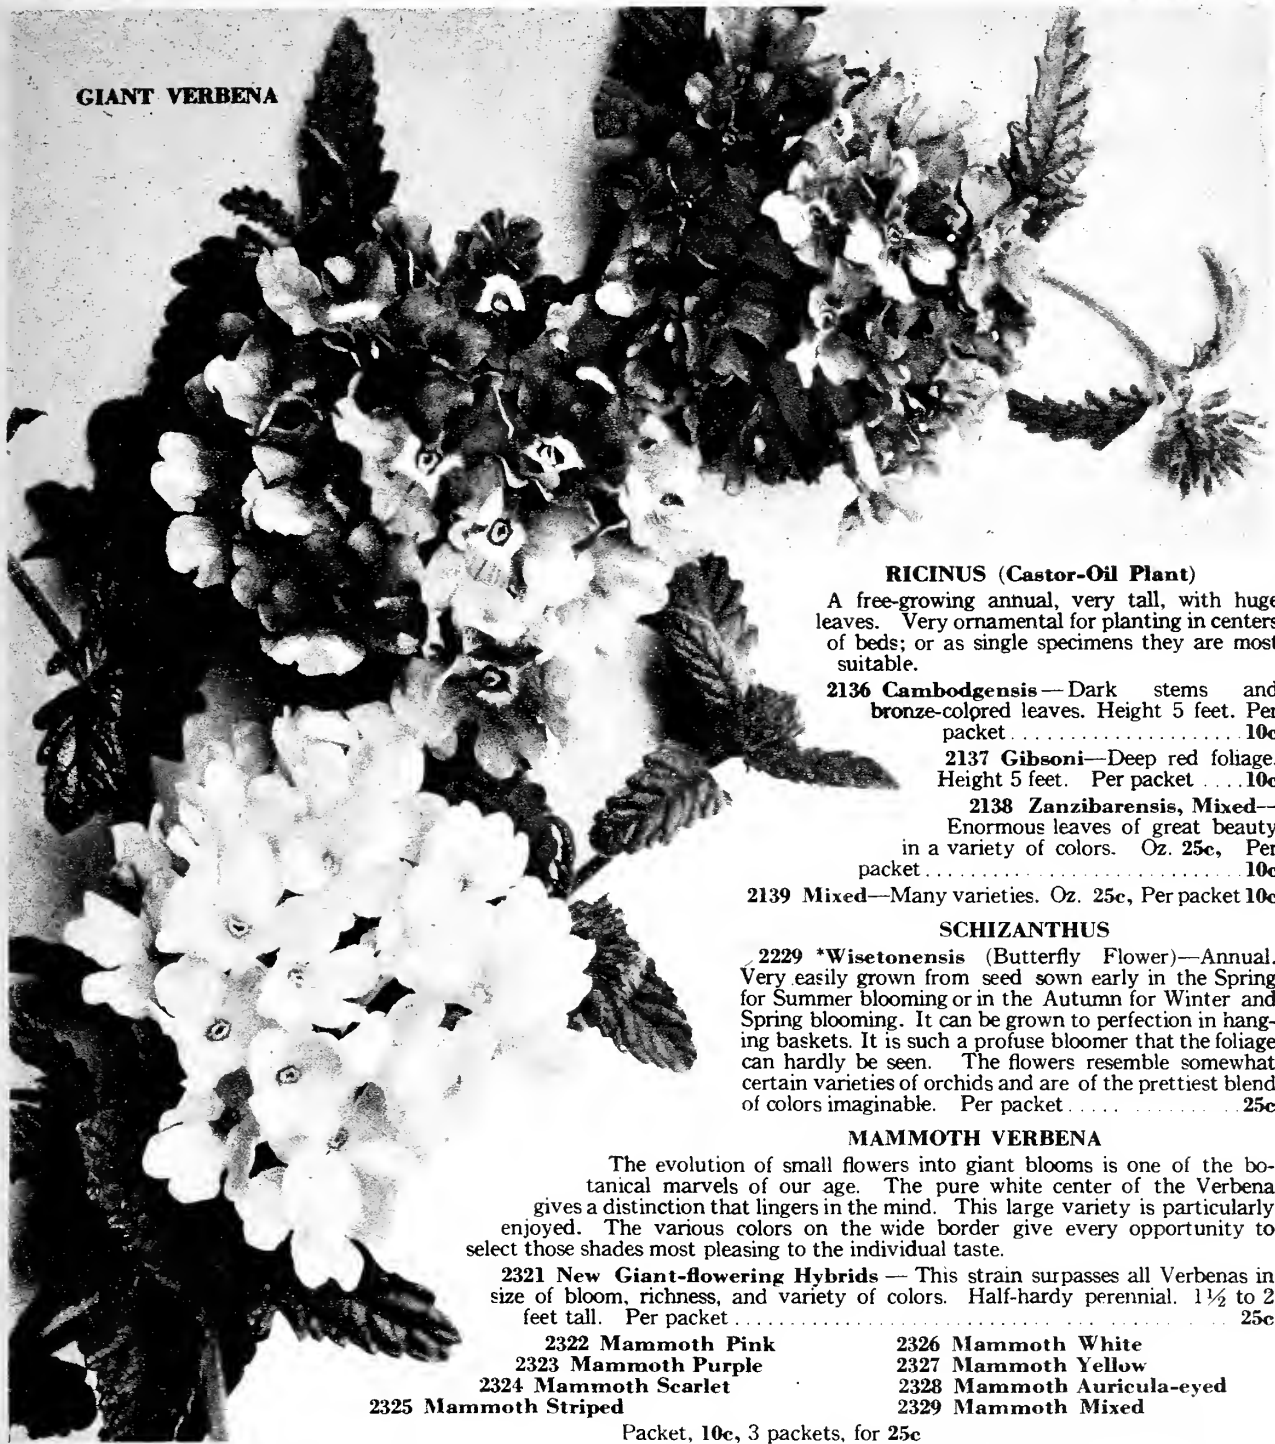 GIANT VERBENA
RICINUS (Castor-Oil Plant)
A free-growing annual, very tall, with huge
leaves. Very ornamental for planting in centers
of beds; or as single specimens they are most
suitable.
2136 Cambodgensis—Dark stems and
bronze-colored leaves. Height 5 feet. Per
packet.....................10c
2137 Gibsoni—Deep red foliage.
Height 5 feet. Per packet ....10c
2138 Zanzibarensis, Mixed—
Enormous leaves of great beauty
in a variety of colors. Oz. 25c, Per
packet............................10c
2139 Mixed—Many varieties. Oz. 25c, Per packet 10c
SCHIZANTHUS
2229 *Wisetonensis (Butterfly Flower)—Annual.
Very easily grown from seed sown early in the Spring
for Summer blooming or in the Autumn for Winter and
Spring blooming. It can be grown to perfection in hang-
ing baskets. It is such a profuse bloomer that the foliage
can hardly be seen. The flowers resemble somewhat
certain varieties of orchids and are of the prettiest blend
of colors imaginable. Per packet..... ........ ..25c
MAMMOTH VERBENA
The evolution of small flowers into giant blooms is one of the bo-
tanical marvels of our age. The pure white center of the Verbena
gives a distinction that lingers in the mind. This large variety is particularly
enjoyed. The various colors on the wide border give every opportunity to
select those shades most pleasing to the individual taste.
2321 New Giant-flowering Hybrids — This strain surpasses all Verbenas in
size of bloom, richness, and variety of colors. Half-hardy perennial. 1½ to 2
feet tall. Per packet.......................................... 25c
2322 Mammoth Pink
2323 Mammoth Purple
2324 Mammoth Scarlet
2325 Mammoth Striped
2326 Mammoth White
2327 Mammoth Yellow
2328 Mammoth Auricula-eyed
2329 Mammoth Mixed
Packet, 10c, 3 packets, for 25c